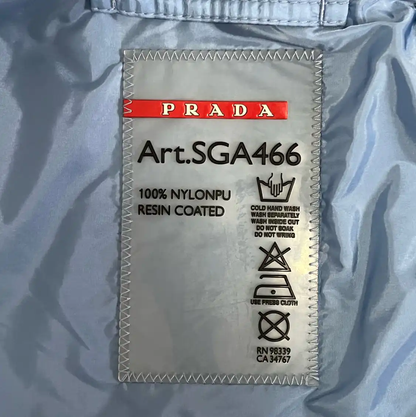 PRADA
Art.SGA466
100% NYLONPU
RESIN COATED
COLD HAND WASH
WASH SEPARATELY
WASH INSIDE OUT
DO NOT SOAK
DO NOT WRING
USE PRESS CLOTH
RN 98339
CA 34767